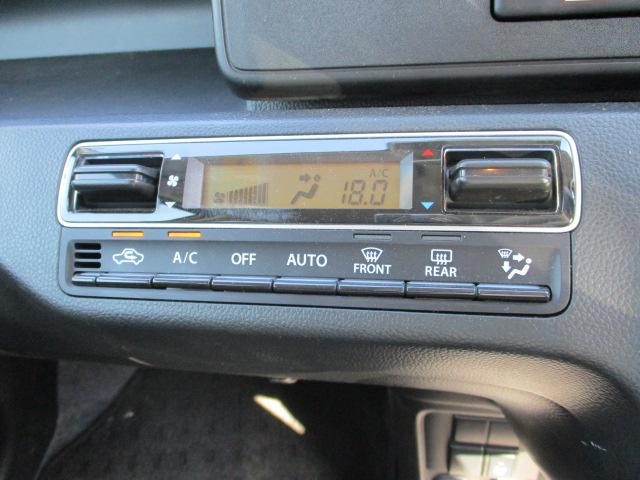 A/C
18.0
A/C OFF AUTO FRONT REAR